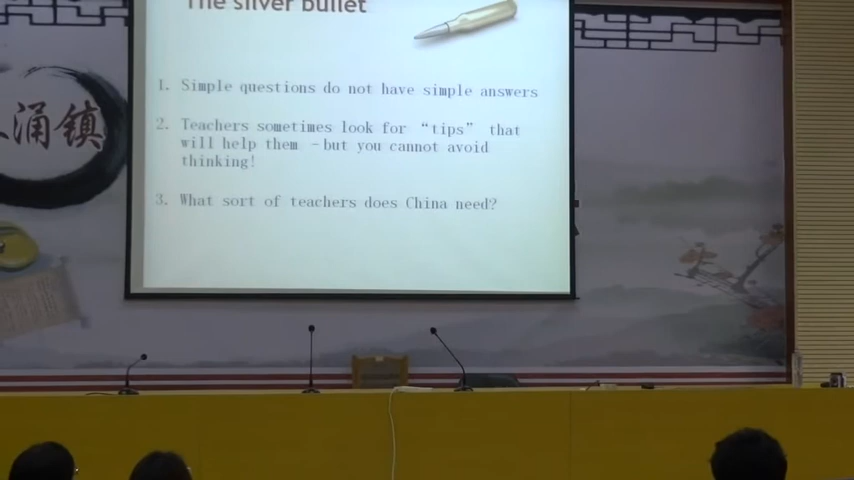 The silver bullet
1. Simple questions do not have simple answers
2. Teachers sometimes look for “tips” that
will help them －but you cannot avoid
thinking!
3. What sort of teachers does China need?
涌镇